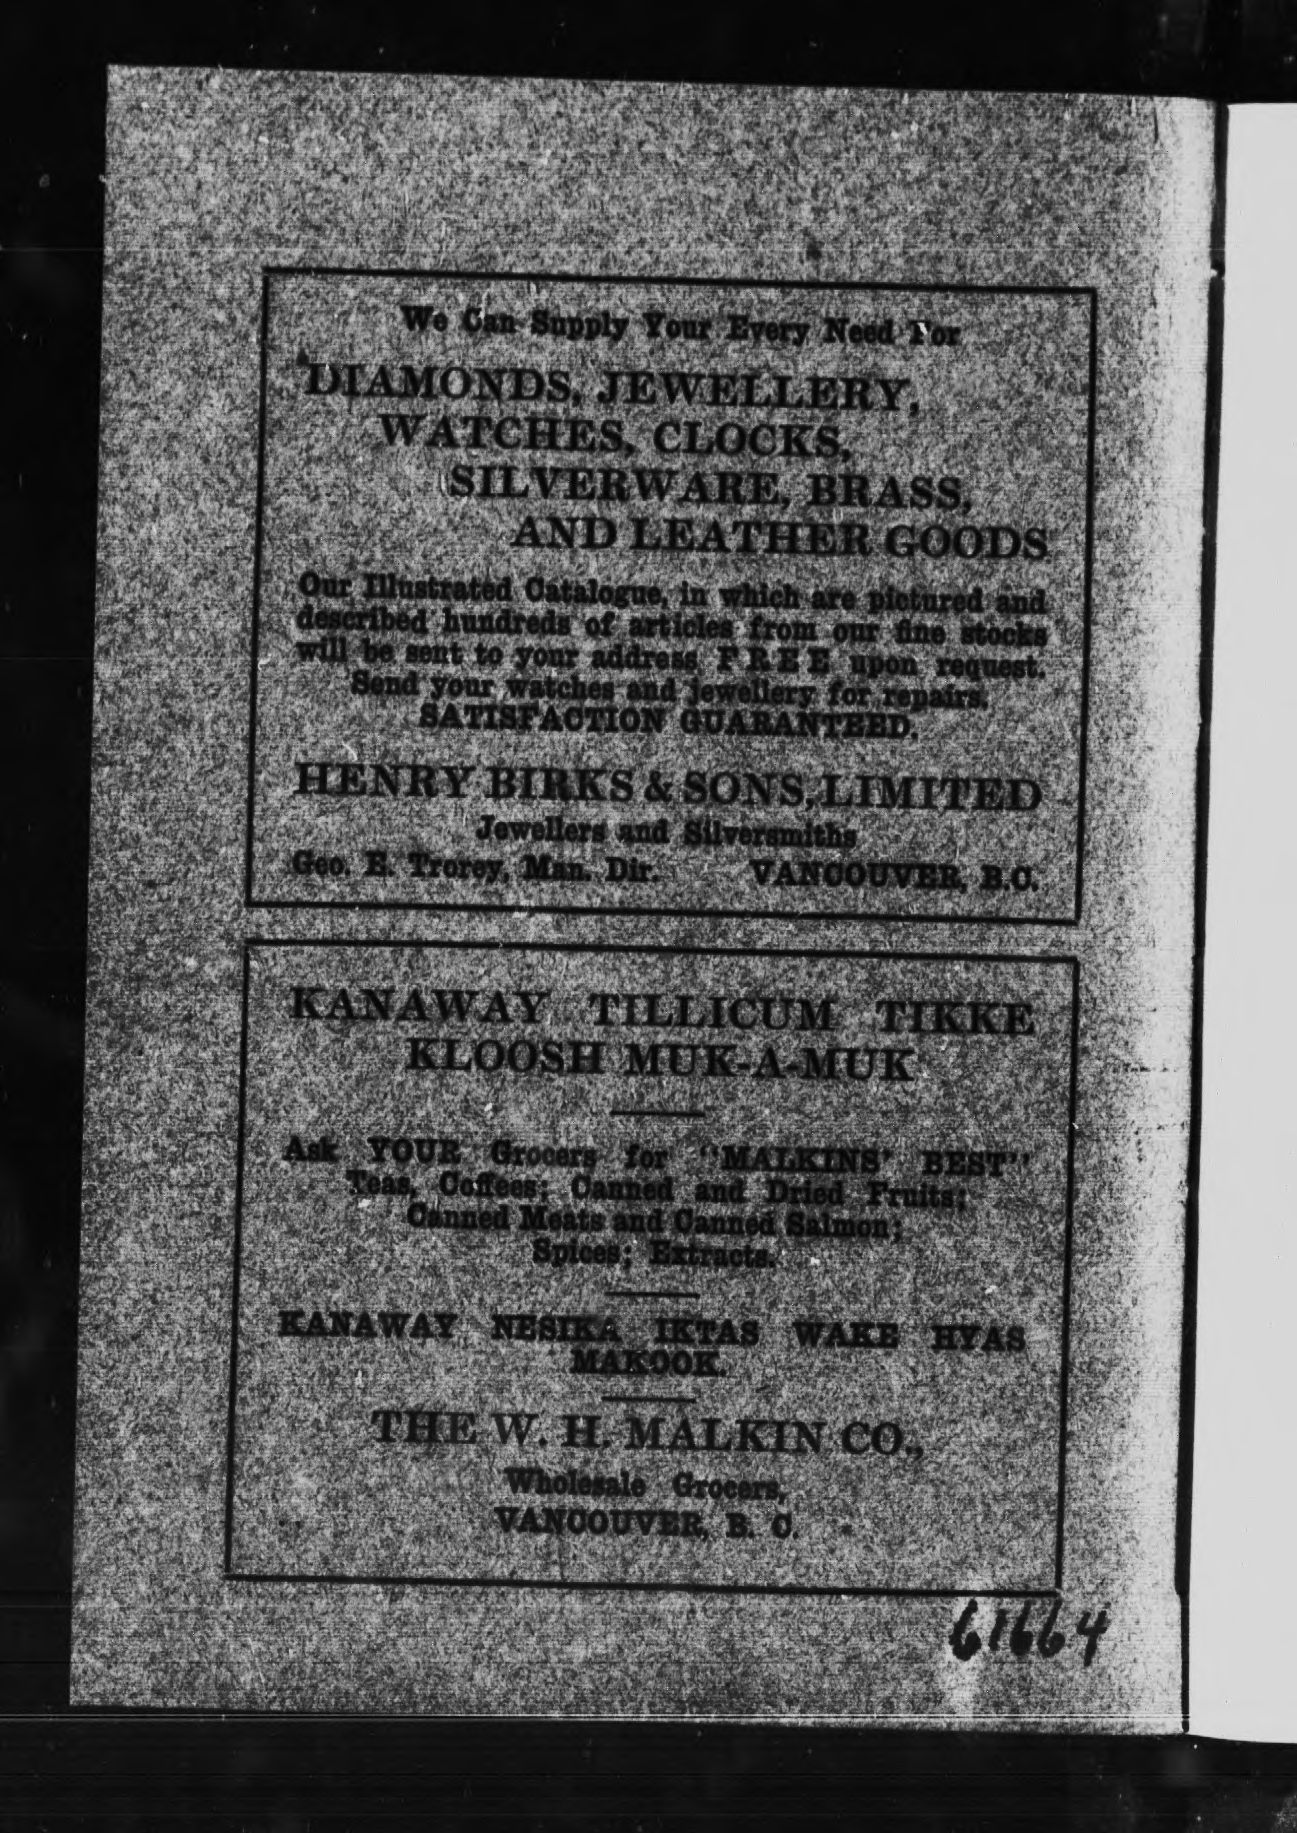 We Can Supply Your Every Need For
DIAMONDS, JEWELLERY,
WATCHES, CLOCKS,
SILVERWARE, BRASS,
AND LEATHER GOODS
Our Illustrated Catalogue, in which are pictured and
described hundreds of articles from our fine stocks
will be sent to your address FREE upon request.
Send your watches and jewellery for repairs.
SATISFACTION GUARANTEED.
HENRY BIRKS & SONS, LIMITED
Jewellers and Silversmiths
Geo. E. Trorey, Man. Dir. VANCOUVER, B.C.
KANAWAY TILLICUM TIKKE
KLOOSH MUK-A-MUK
Ask YOUR Grocers for "MALKINS' BEST"
Teas, Coffees; Canned and Dried Fruits;
Canned Meats and Canned Salmon;
Spices; Extracts.
KANAWAY NESIKA IKTAS WAKE HYAS
MAKOOK.
THE W. H. MALKIN CO.,
Wholesale Grocers,
VANCOUVER, B. C.
61664